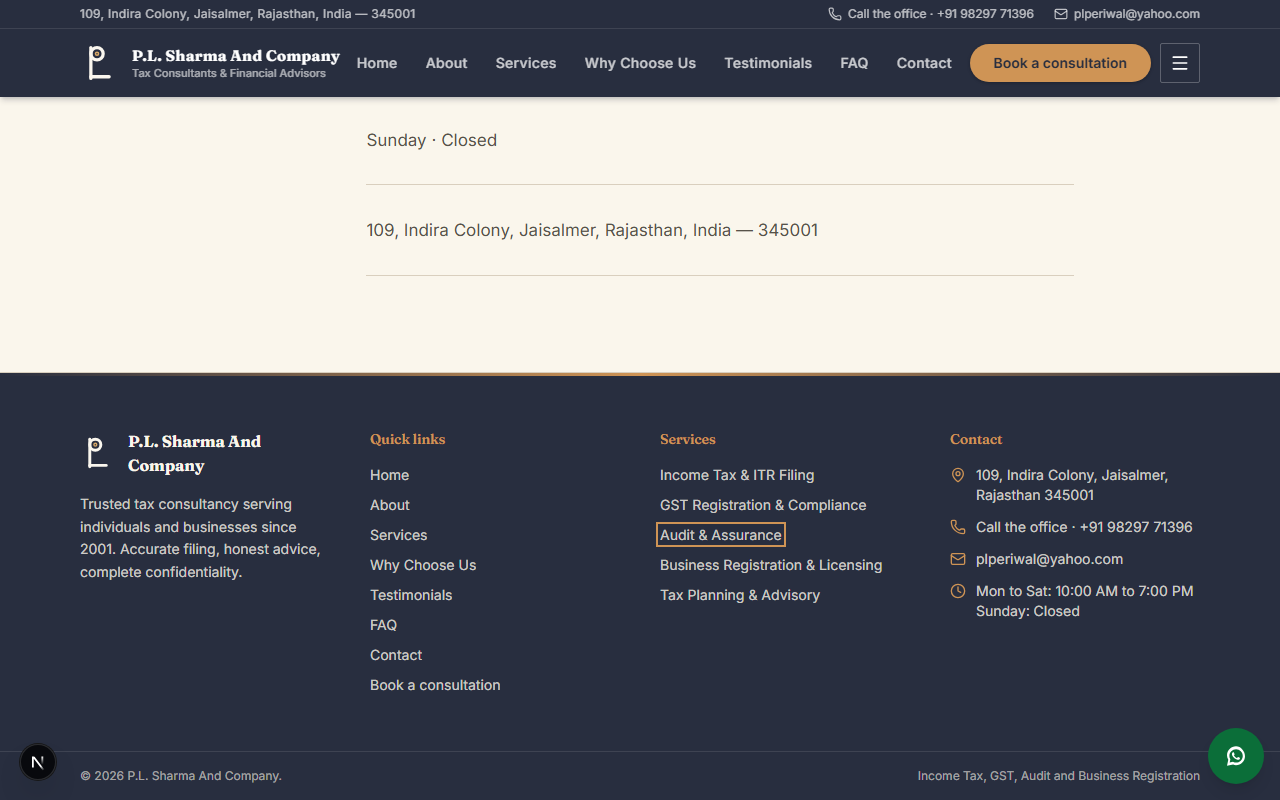 109, Indira Colony, Jaisalmer, Rajasthan, India — 345001
Call the office · +91 98297 71396
plperiwal@yahoo.com
P.L. Sharma And Company
Tax Consultants & Financial Advisors
Home
About
Services
Why Choose Us
Testimonials
FAQ
Contact
Book a consultation
Sunday · Closed
109, Indira Colony, Jaisalmer, Rajasthan, India — 345001
P.L. Sharma And
Company
Trusted tax consultancy serving
individuals and businesses since
2001. Accurate filing, honest advice,
complete confidentiality.
Quick links
Home
About
Services
Why Choose Us
Testimonials
FAQ
Contact
Book a consultation
Services
Income Tax & ITR Filing
GST Registration & Compliance
Audit & Assurance
Business Registration & Licensing
Tax Planning & Advisory
Contact
109, Indira Colony, Jaisalmer,
Rajasthan 345001
Call the office · +91 98297 71396
plperiwal@yahoo.com
Mon to Sat: 10:00 AM to 7:00 PM
Sunday: Closed
N
© 2026 P.L. Sharma And Company.
Income Tax, GST, Audit and Business Registration